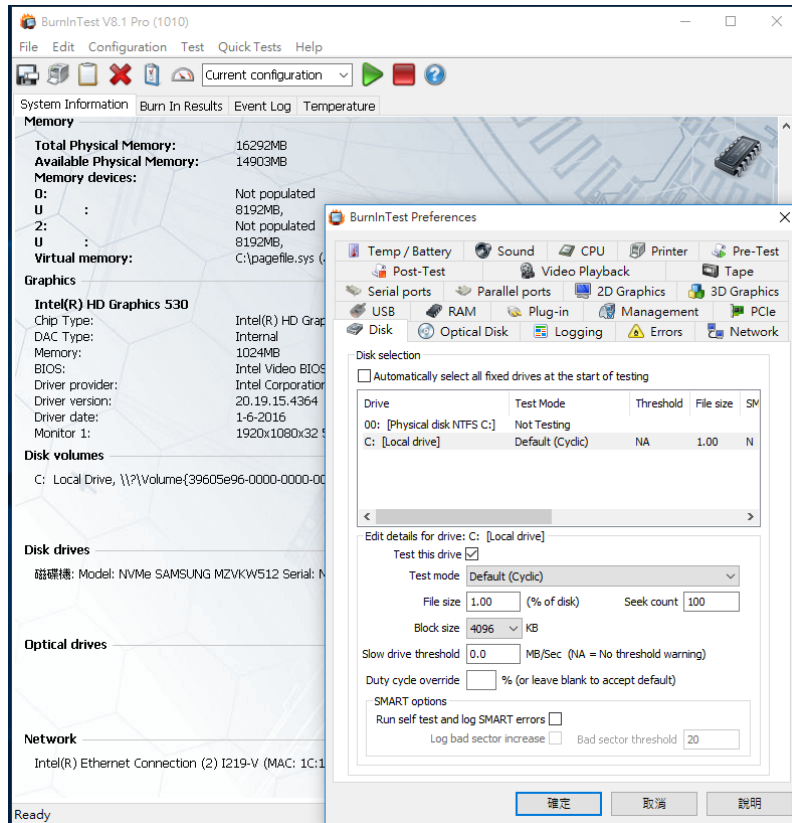 BurnInTest V8.1 Pro (1010)
File Edit Configuration Test Quick Tests Help
Current configuration
System Information Burn In Results Event Log Temperature
Memory
Total Physical Memory: 16292MB
Available Physical Memory: 14903MB
Memory devices:
0: Not populated
U : 8192MB,
2: Not populated
U : 8192MB,
Virtual memory: C:\pagefile.sys (
Graphics
Intel(R) HD Graphics 530
Chip Type: Intel(R) HD Grap
DAC Type: Internal
Memory: 1024MB
BIOS: Intel Video BIOS
Driver provider: Intel Corporation
Driver version: 20.19.15.4364
Driver date: 1-6-2016
Monitor 1: 1920x1080x32
Disk volumes
C: Local Drive, \\?\Volume{39605e96-0000-0000-00
Disk drives
磁碟機: Model: NVMe SAMSUNG MZVKW512 Serial: N
Optical drives
Network
Intel(R) Ethernet Connection (2) I219-V (MAC: 1C:1
Ready
BurnInTest Preferences
Temp / Battery Sound CPU Printer Pre-Test
Post-Test Video Playback Tape
Serial ports Parallel ports 2D Graphics 3D Graphics
USB RAM Plug-in Management PCIe
Disk Optical Disk Logging Errors Network
Disk selection
Automatically select all fixed drives at the start of testing
Drive Test Mode Threshold File size SM
00: [Physical disk NTFS C:] Not Testing
C: [Local drive] Default (Cyclic) NA 1.00 N
Edit details for drive: C: [Local drive]
Test this drive
Test mode Default (Cyclic)
File size 1.00 (% of disk) Seek count 100
Block size 4096 KB
Slow drive threshold 0.0 MB/Sec (NA = No threshold warning)
Duty cycle override % (or leave blank to accept default)
SMART options
Run self test and log SMART errors
Log bad sector increase Bad sector threshold 20
確定 取消 說明